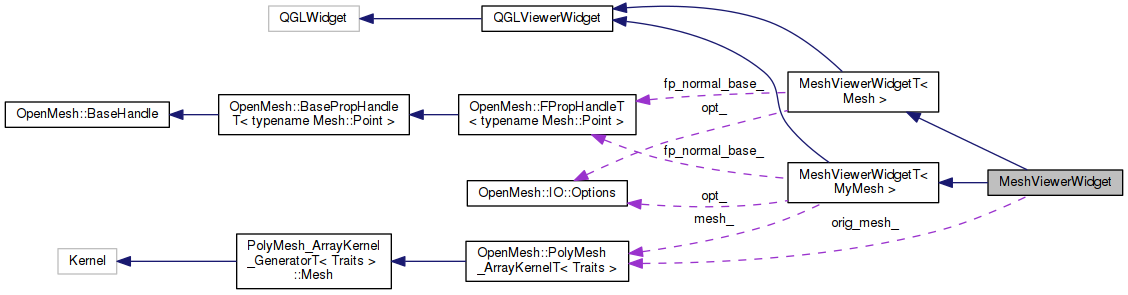 QGLWidget
QGLViewerWidget
MeshViewerWidgetT<
Mesh >
fp_normal_base_
opt_
OpenMesh::BaseHandle
OpenMesh::BasePropHandle
T< typename Mesh::Point >
OpenMesh::FPropHandleT
< typename Mesh::Point >
fp_normal_base_
OpenMesh::IO::Options
opt_
MeshViewerWidgetT<
MyMesh >
MeshViewerWidget
mesh_
orig_mesh_
Kernel
PolyMesh_ArrayKernel
_GeneratorT< Traits >
::Mesh
OpenMesh::PolyMesh
_ArrayKernelT< Traits >